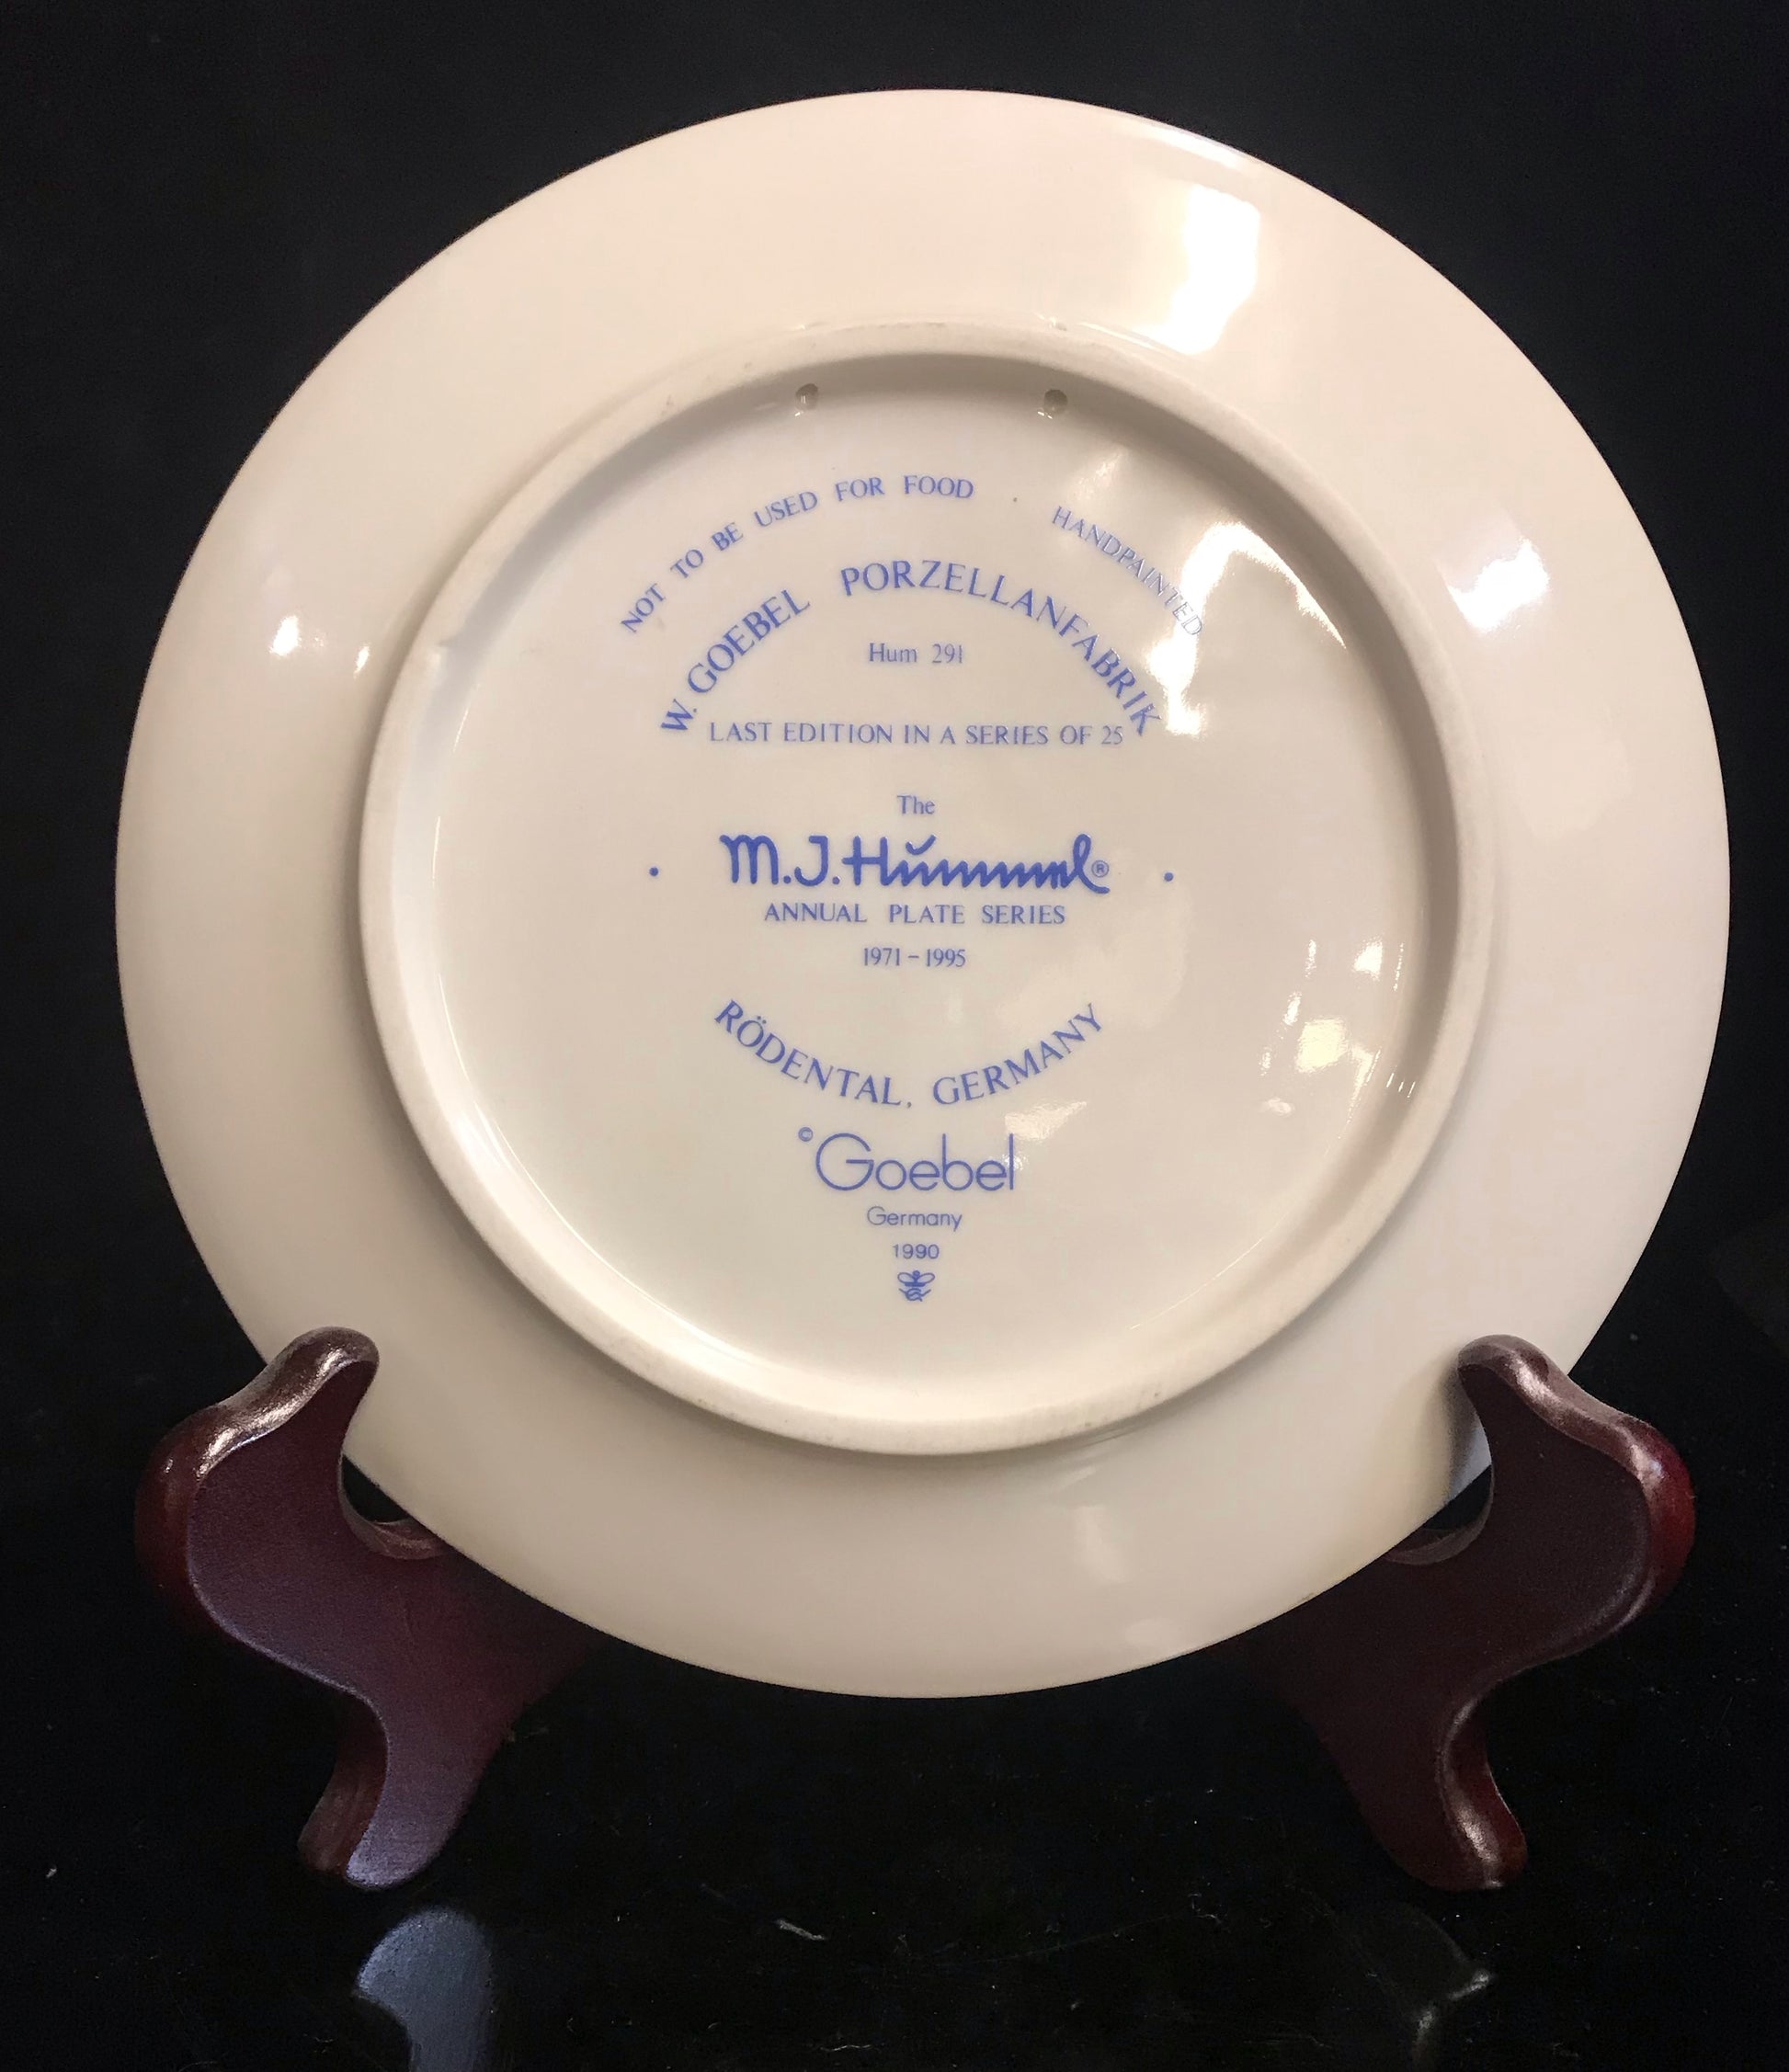 NOT TO BE USED FOR FOOD · HANDPAINTED
W. GOEBEL PORZELLANFABRIK
Hum 291
LAST EDITION IN A SERIES OF 25
The
· M.J.Hŭmmel® ·
ANNUAL PLATE SERIES
1971-1995
RÖDENTAL, GERMANY
©Goebel
Germany
1990